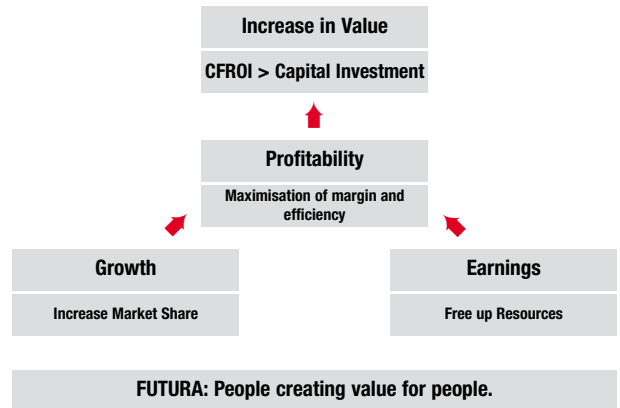 Increase in Value
CFROI > Capital Investment
Profitability
Maximisation of margin and
efficiency
Growth
Increase Market Share
Earnings
Free up Resources
FUTURA: People creating value for people.